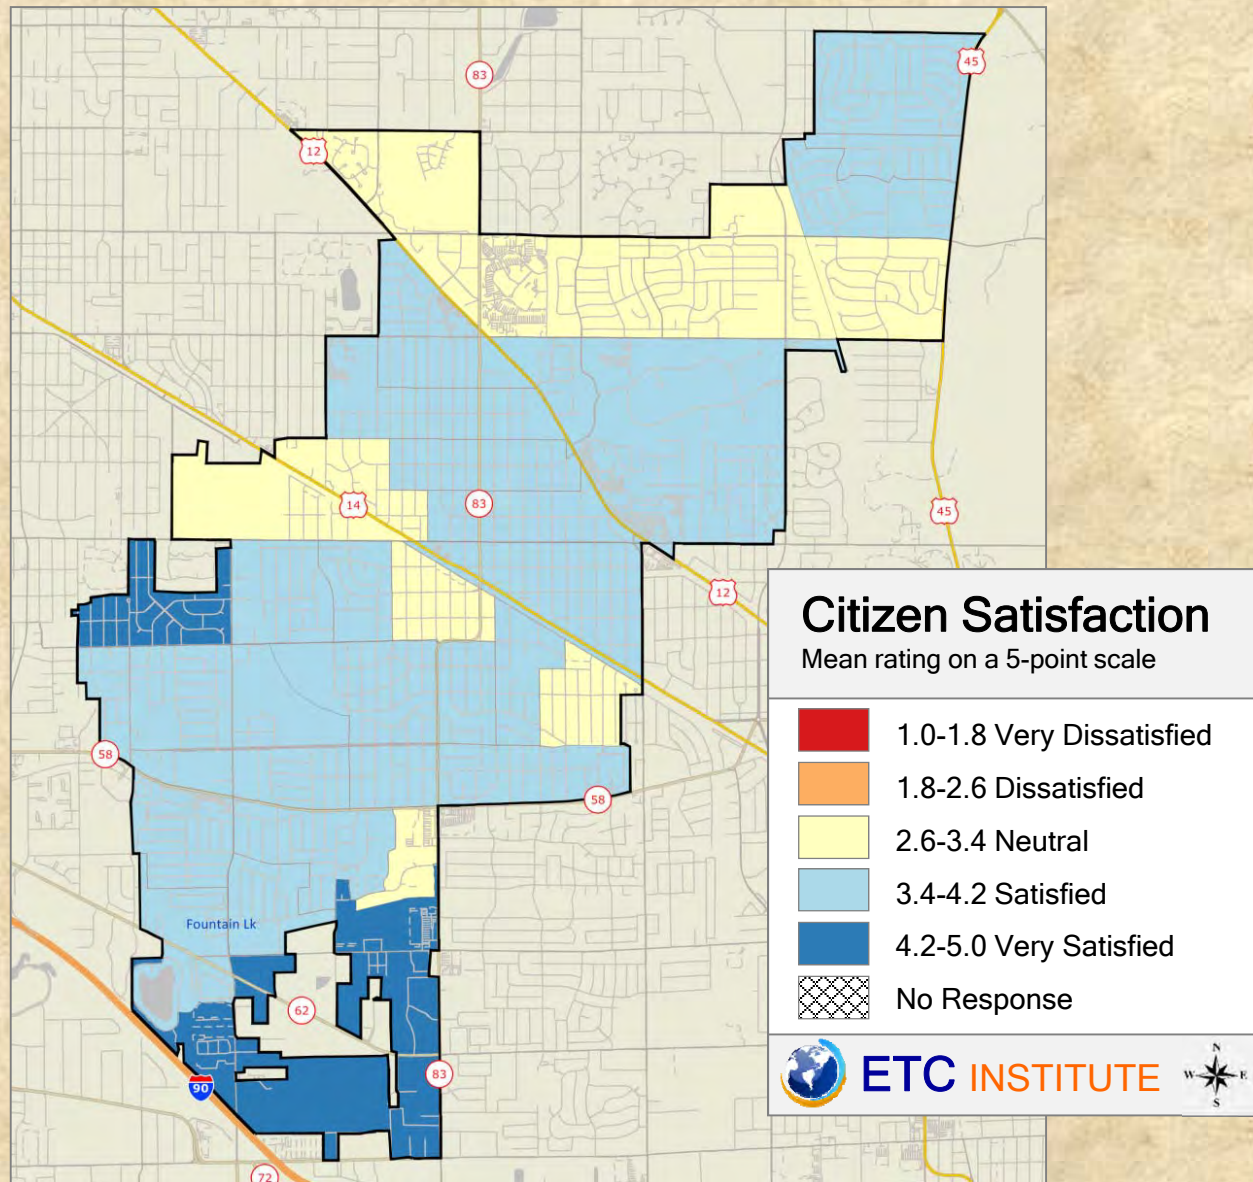 83
45
12
14
83
45
12
58
58
Fountain Lk
62
83
90
72
Citizen Satisfaction
Mean rating on a 5-point scale
1.0-1.8 Very Dissatisfied
1.8-2.6 Dissatisfied
2.6-3.4 Neutral
3.4-4.2 Satisfied
4.2-5.0 Very Satisfied
No Response
ETC INSTITUTE
N
W E
S